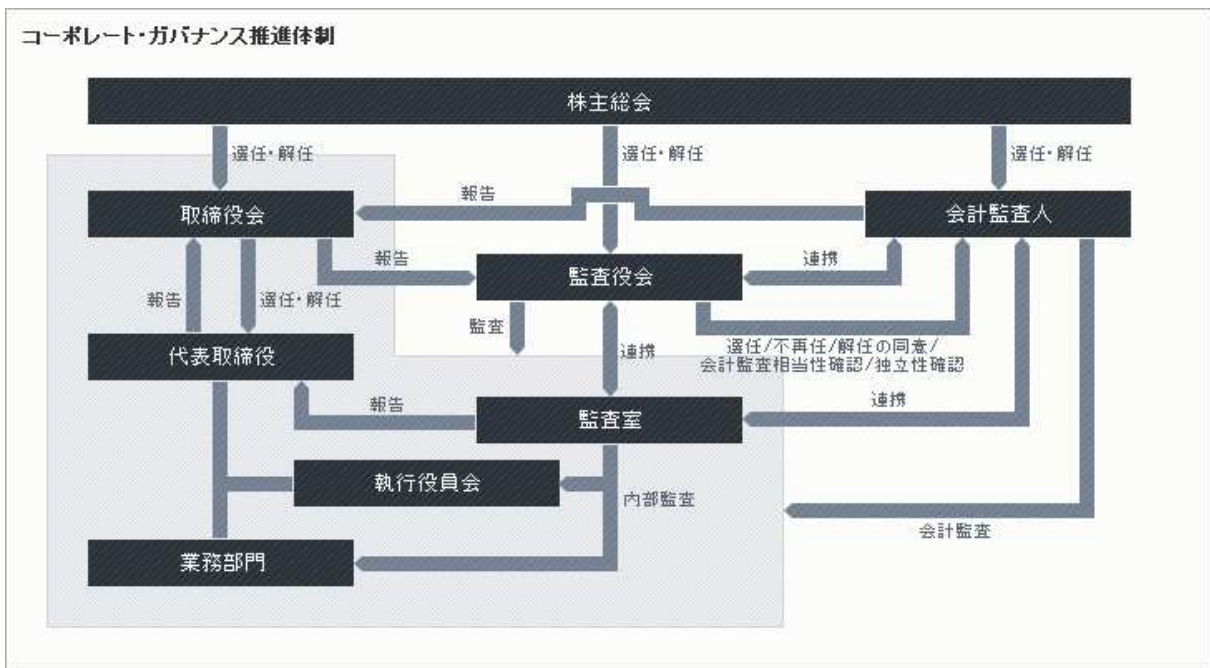 コーポレート・ガバナンス推進体制
株主総会
選任・解任
選任・解任
選任・解任
報告
取締役会
会計監査人
報告
監査役会
連携
報告
選任・解任
監査
代表取締役
連携
選任/不再任/解任の同意/
会計監査相当性確認/独立性確認
報告
監査室
連携
執行役員会
内部監査
会計監査
業務部門